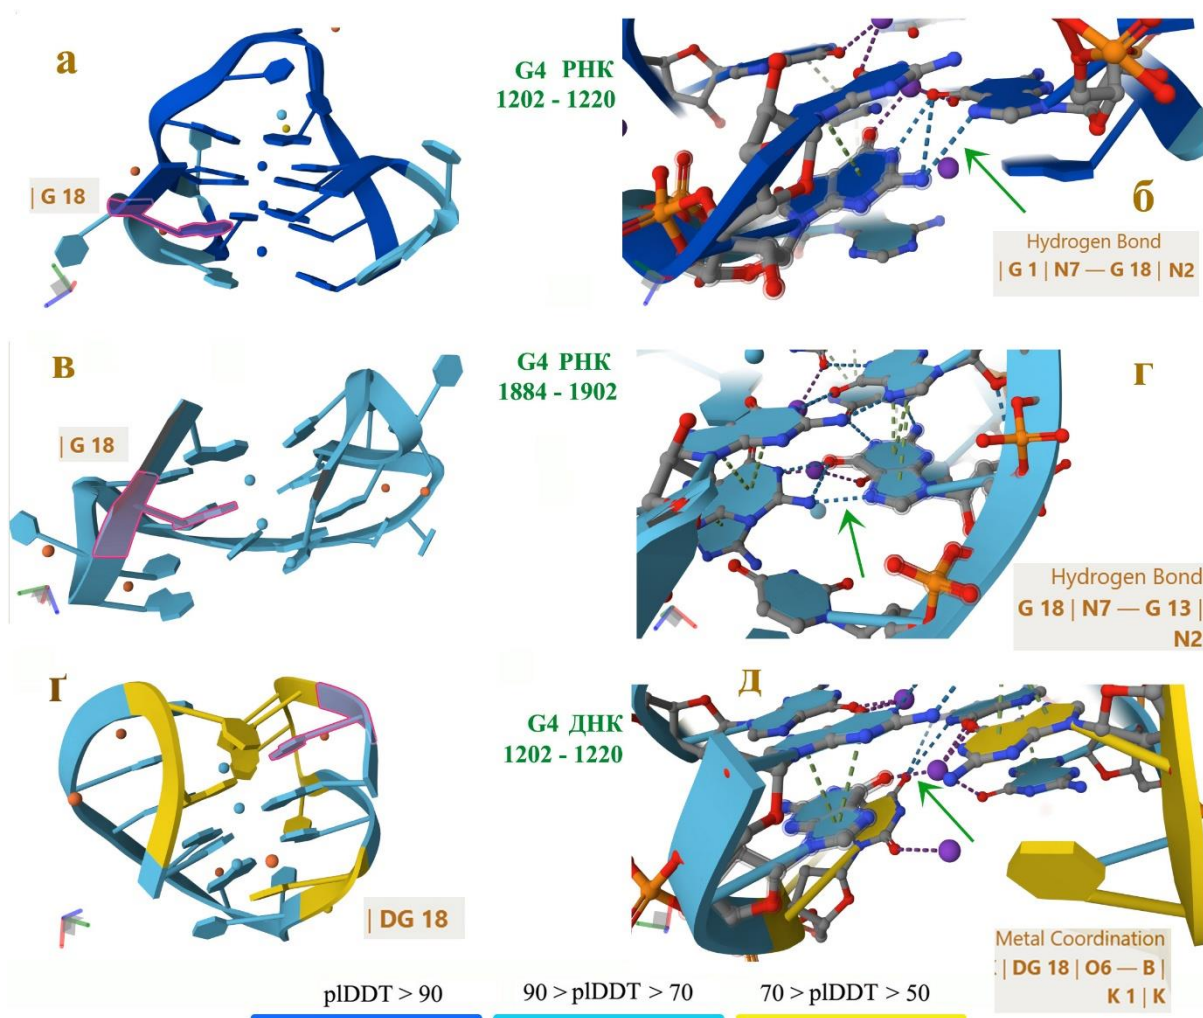 а
G4 РНК
1202 - 1220
| G 18
б
Hydrogen Bond
| G 1 | N7 — G 18 | N2
в
G4 РНК
1884 - 1902
| G 18
г
Hydrogen Bond
G 18 | N7 — G 13 |
N2
ґ
G4 ДНК
1202 - 1220
| DG 18
д
Metal Coordination
| DG 18 | O6 — B |
K 1 | K
plDDT > 90
90 > plDDT > 70
70 > plDDT > 50